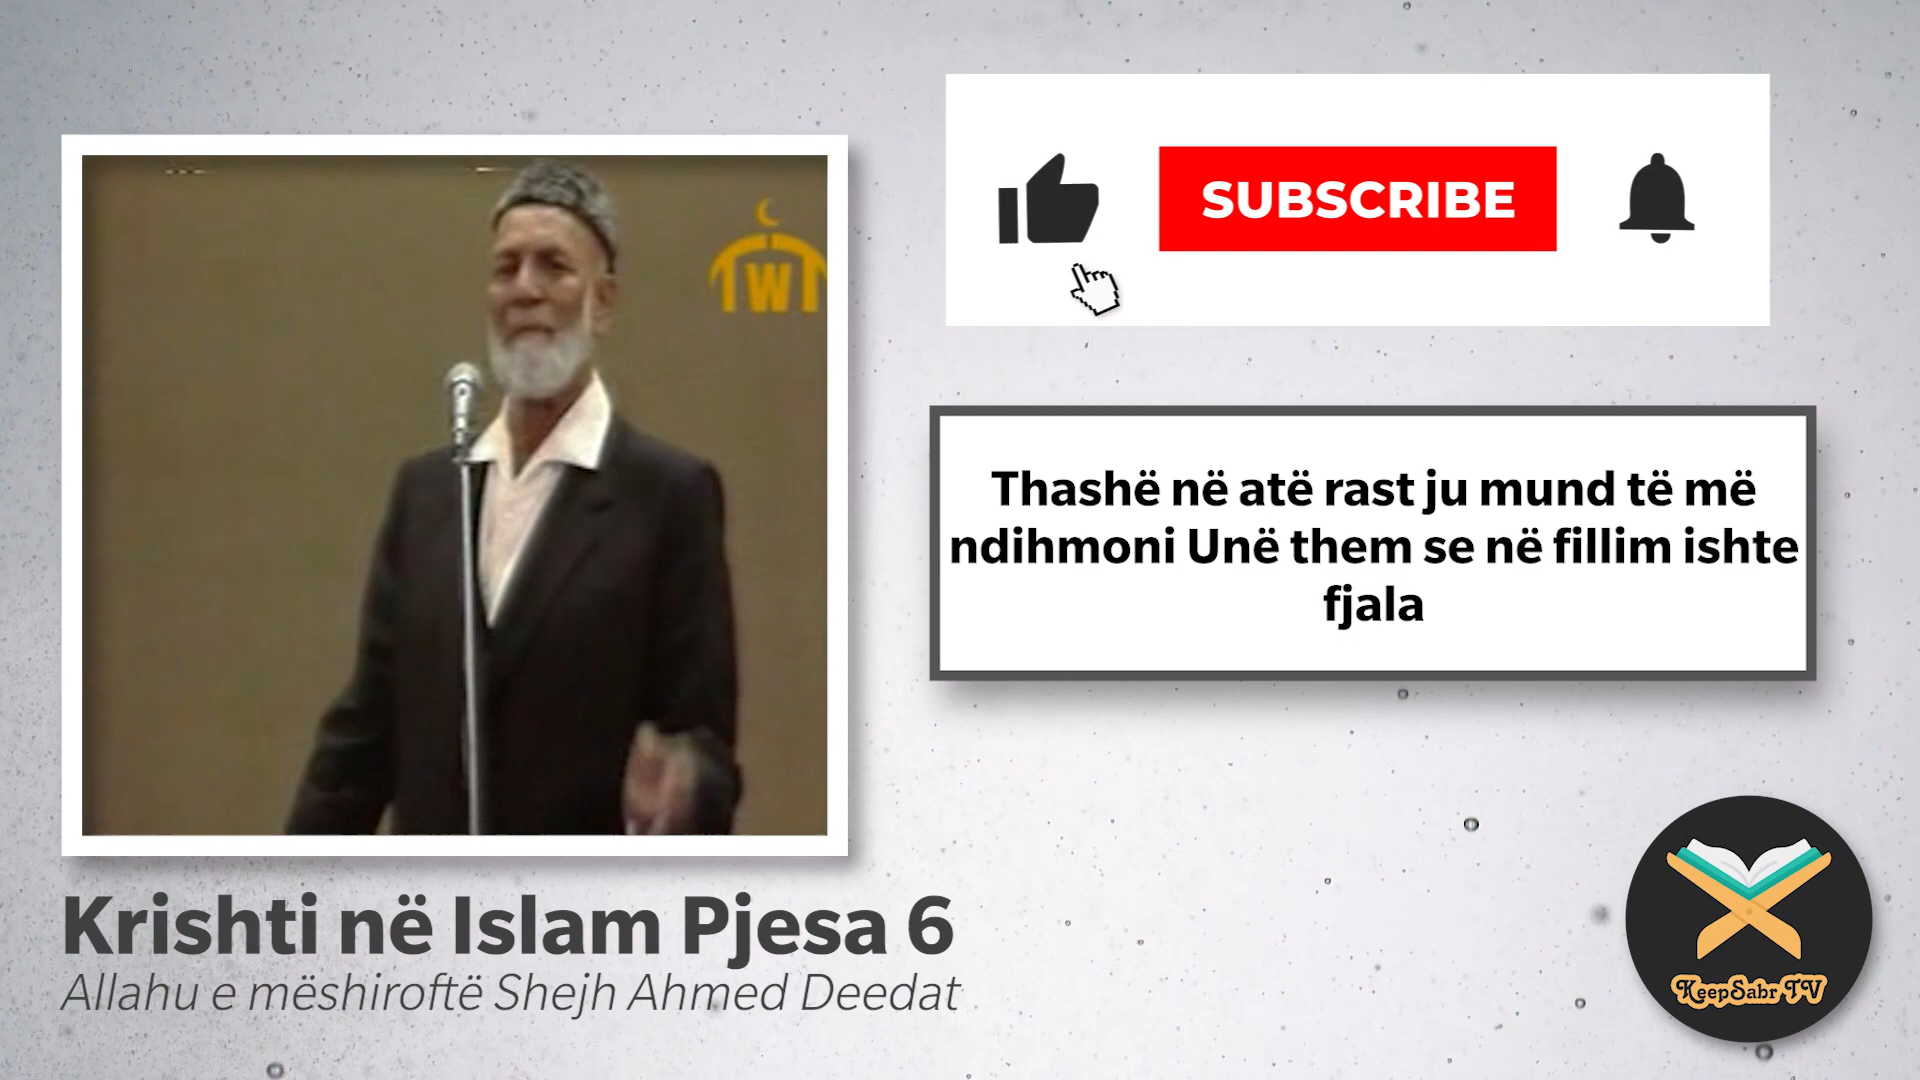 SUBSCRIBE
Thashë në atë rast ju mund të më
ndihmoni Unë them se në fillim ishte
fjala
W
Krishti në Islam Pjesa 6
Allahu e mëshiroftë Shejh Ahmed Deedat
KeepSabr TV